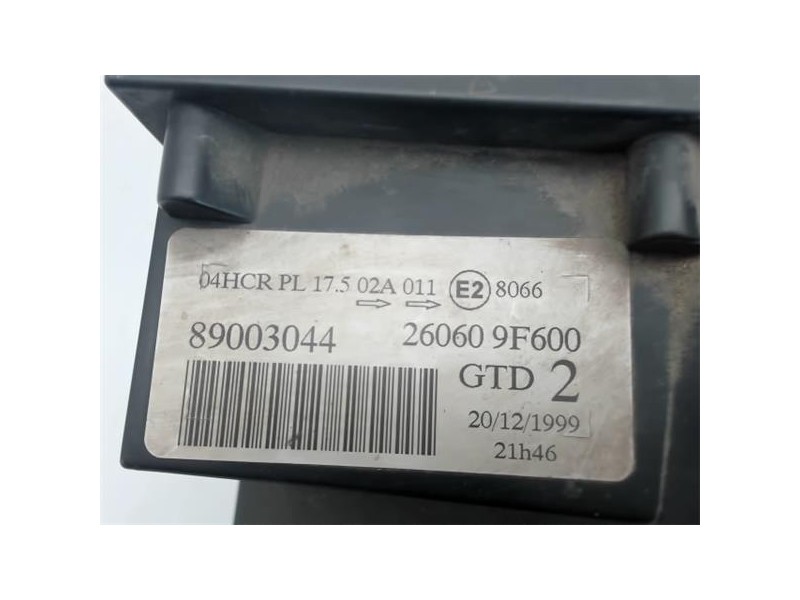 04HCR PL 17.5 02A 011 E2 8066
89003044 26060 9F600
GTD 2
20/12/1999
21h46